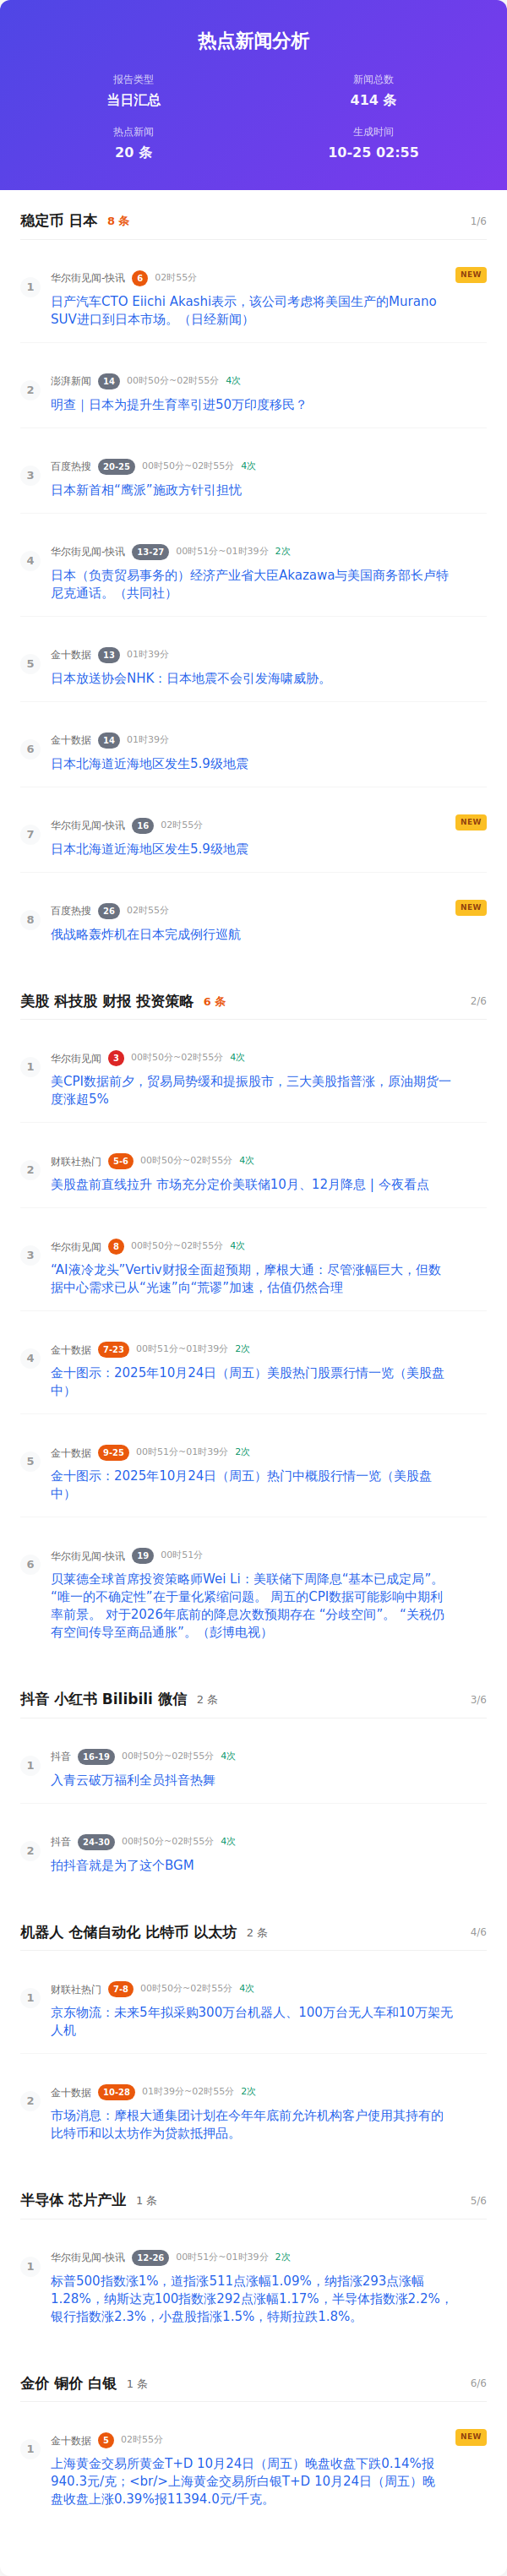 热点新闻分析
报告类型
当日汇总
新闻总数
414 条
热点新闻
20 条
生成时间
10-25 02:55
稳定币 日本 8 条 1/6
1 华尔街见闻-快讯 6 02时55分 NEW
日产汽车CTO Eiichi Akashi表示，该公司考虑将美国生产的Murano
SUV进口到日本市场。（日经新闻）
2 澎湃新闻 14 00时50分~02时55分 4次
明查｜日本为提升生育率引进50万印度移民？
3 百度热搜 20-25 00时50分~02时55分 4次
日本新首相“鹰派”施政方针引担忧
4 华尔街见闻-快讯 13-27 00时51分~01时39分 2次
日本（负责贸易事务的）经济产业省大臣Akazawa与美国商务部长卢特
尼克通话。（共同社）
5 金十数据 13 01时39分
日本放送协会NHK：日本地震不会引发海啸威胁。
6 金十数据 14 01时39分
日本北海道近海地区发生5.9级地震
7 华尔街见闻-快讯 16 02时55分 NEW
日本北海道近海地区发生5.9级地震
8 百度热搜 26 02时55分 NEW
俄战略轰炸机在日本完成例行巡航
美股 科技股 财报 投资策略 6 条 2/6
1 华尔街见闻 3 00时50分~02时55分 4次
美CPI数据前夕，贸易局势缓和提振股市，三大美股指普涨，原油期货一
度涨超5%
2 财联社热门 5-6 00时50分~02时55分 4次
美股盘前直线拉升 市场充分定价美联储10月、12月降息 | 今夜看点
3 华尔街见闻 8 00时50分~02时55分 4次
“AI液冷龙头”Vertiv财报全面超预期，摩根大通：尽管涨幅巨大，但数
据中心需求已从“光速”向“荒谬”加速，估值仍然合理
4 金十数据 7-23 00时51分~01时39分 2次
金十图示：2025年10月24日（周五）美股热门股票行情一览（美股盘
中）
5 金十数据 9-25 00时51分~01时39分 2次
金十图示：2025年10月24日（周五）热门中概股行情一览（美股盘
中）
6 华尔街见闻-快讯 19 00时51分
贝莱德全球首席投资策略师Wei Li：美联储下周降息“基本已成定局”。
“唯一的不确定性”在于量化紧缩问题。 周五的CPI数据可能影响中期利
率前景。 对于2026年底前的降息次数预期存在 “分歧空间”。 “关税仍
有空间传导至商品通胀”。（彭博电视）
抖音 小红书 Bilibili 微信 2 条 3/6
1 抖音 16-19 00时50分~02时55分 4次
入青云破万福利全员抖音热舞
2 抖音 24-30 00时50分~02时55分 4次
拍抖音就是为了这个BGM
机器人 仓储自动化 比特币 以太坊 2 条 4/6
1 财联社热门 7-8 00时50分~02时55分 4次
京东物流：未来5年拟采购300万台机器人、100万台无人车和10万架无
人机
2 金十数据 10-28 01时39分~02时55分 2次
市场消息：摩根大通集团计划在今年年底前允许机构客户使用其持有的
比特币和以太坊作为贷款抵押品。
半导体 芯片产业 1 条 5/6
1 华尔街见闻-快讯 12-26 00时51分~01时39分 2次
标普500指数涨1%，道指涨511点涨幅1.09%，纳指涨293点涨幅
1.28%，纳斯达克100指数涨292点涨幅1.17%，半导体指数涨2.2%，
银行指数涨2.3%，小盘股指涨1.5%，特斯拉跌1.8%。
金价 铜价 白银 1 条 6/6
1 金十数据 5 02时55分 NEW
上海黄金交易所黄金T+D 10月24日（周五）晚盘收盘下跌0.14%报
940.3元/克；<br/>上海黄金交易所白银T+D 10月24日（周五）晚
盘收盘上涨0.39%报11394.0元/千克。